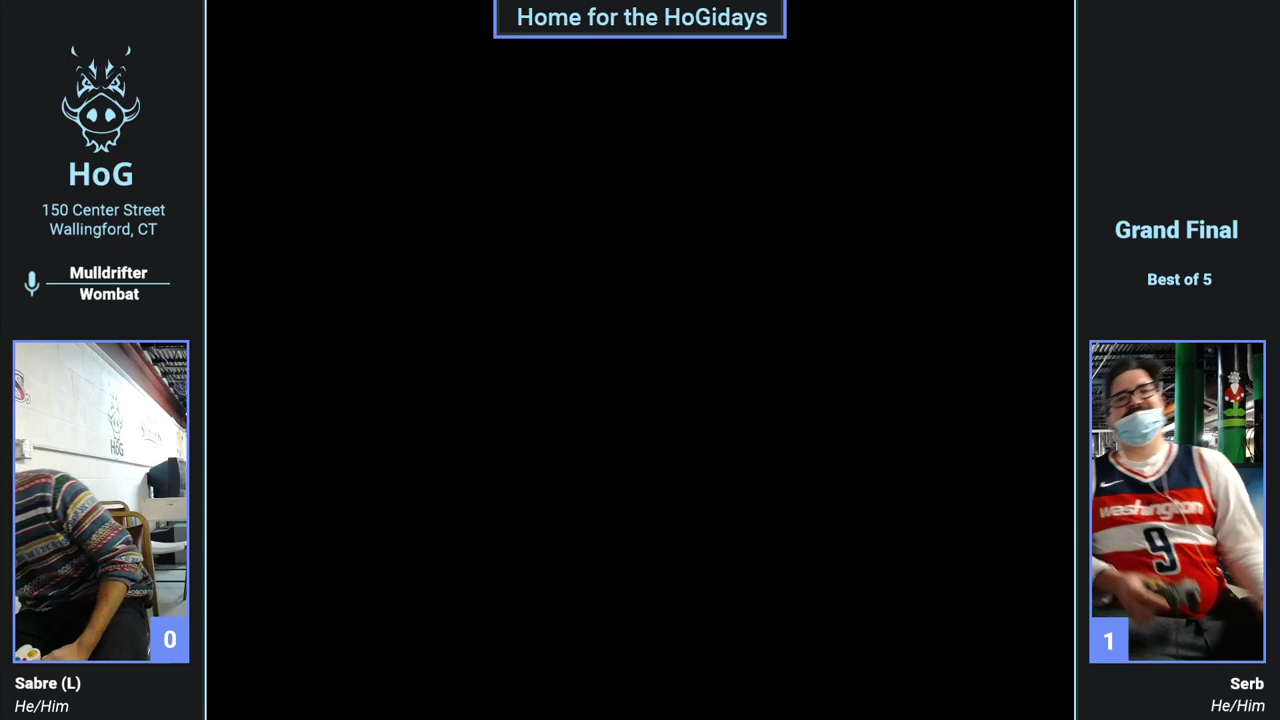 Home for the HoGidays
HoG
150 Center Street
Wallingford, CT
Mulldrifter
Wombat
Grand Final
Best of 5
HoG
washington
9
0
1
Sabre (L)
He/Him
Serb
He/Him